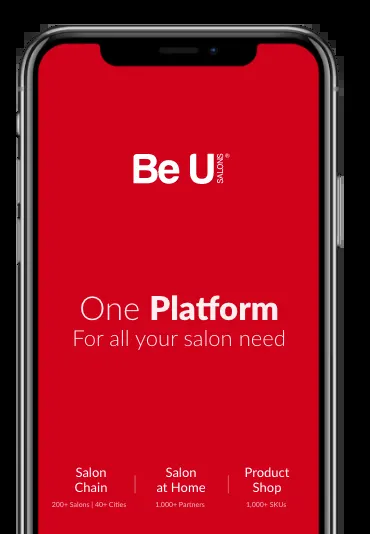 Be U SALONS®
One Platform
For all your salon need
Salon Chain
200+ Salons | 40+ Cities
Salon at Home
1,000+ Partners
Product Shop
1,000+ SKUs